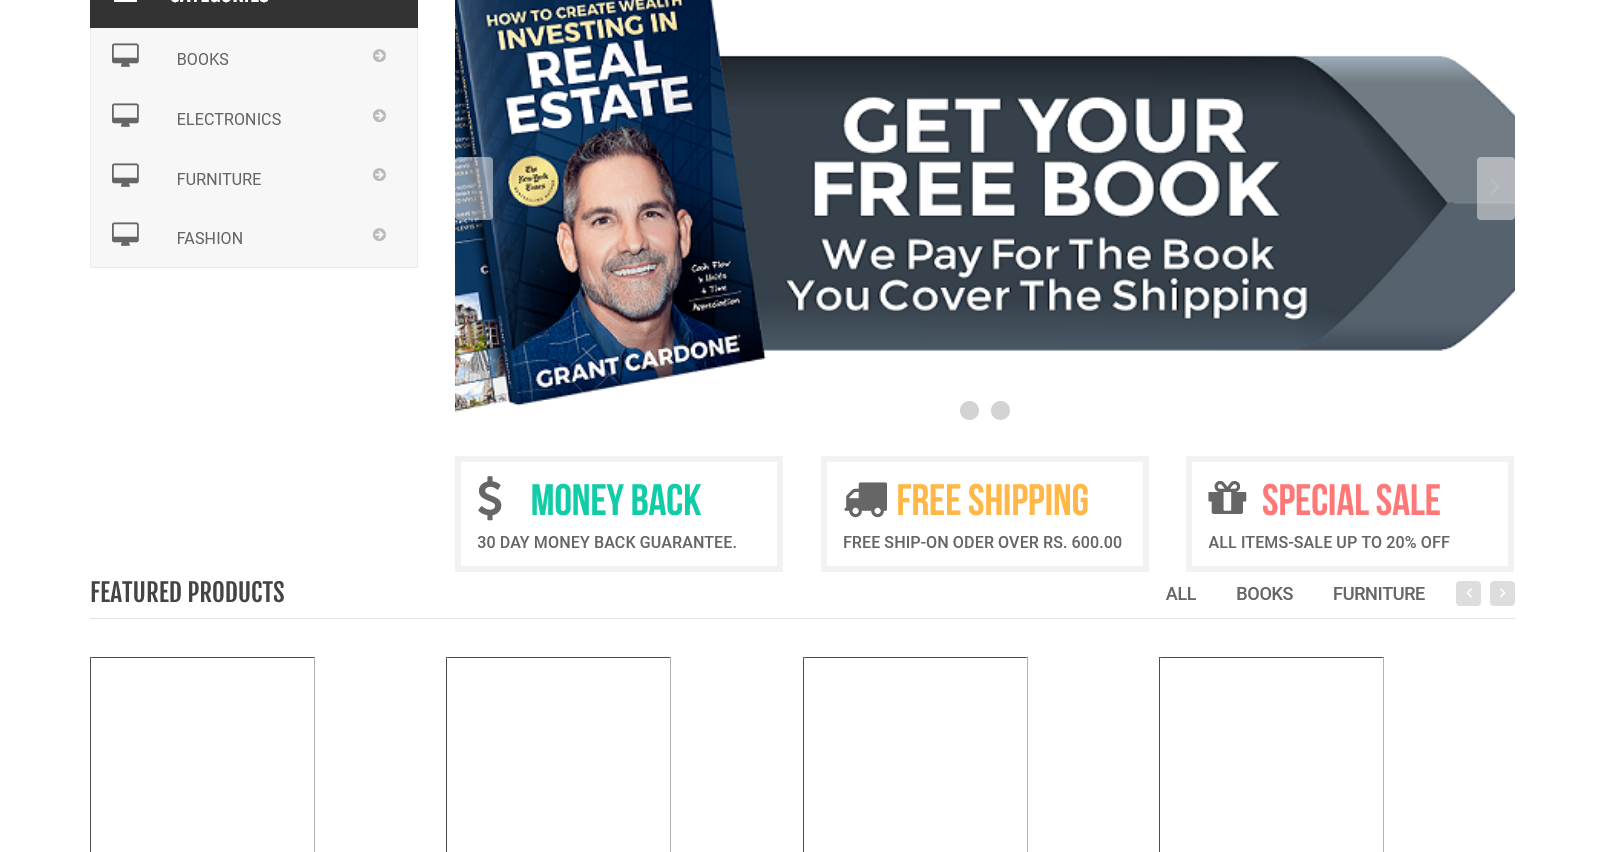 CATEGORIES
BOOKS
ELECTRONICS
FURNITURE
FASHION
HOW TO CREATE WEALTH
INVESTING IN
REAL
ESTATE
The
New York
Times
Cash Flow
& Units
& Time
Appreciation
GRANT CARDONE
GET YOUR
FREE BOOK
We Pay For The Book
You Cover The Shipping
MONEY BACK
30 DAY MONEY BACK GUARANTEE.
FREE SHIPPING
FREE SHIP-ON ODER OVER RS. 600.00
SPECIAL SALE
ALL ITEMS-SALE UP TO 20% OFF
FEATURED PRODUCTS
ALL BOOKS FURNITURE